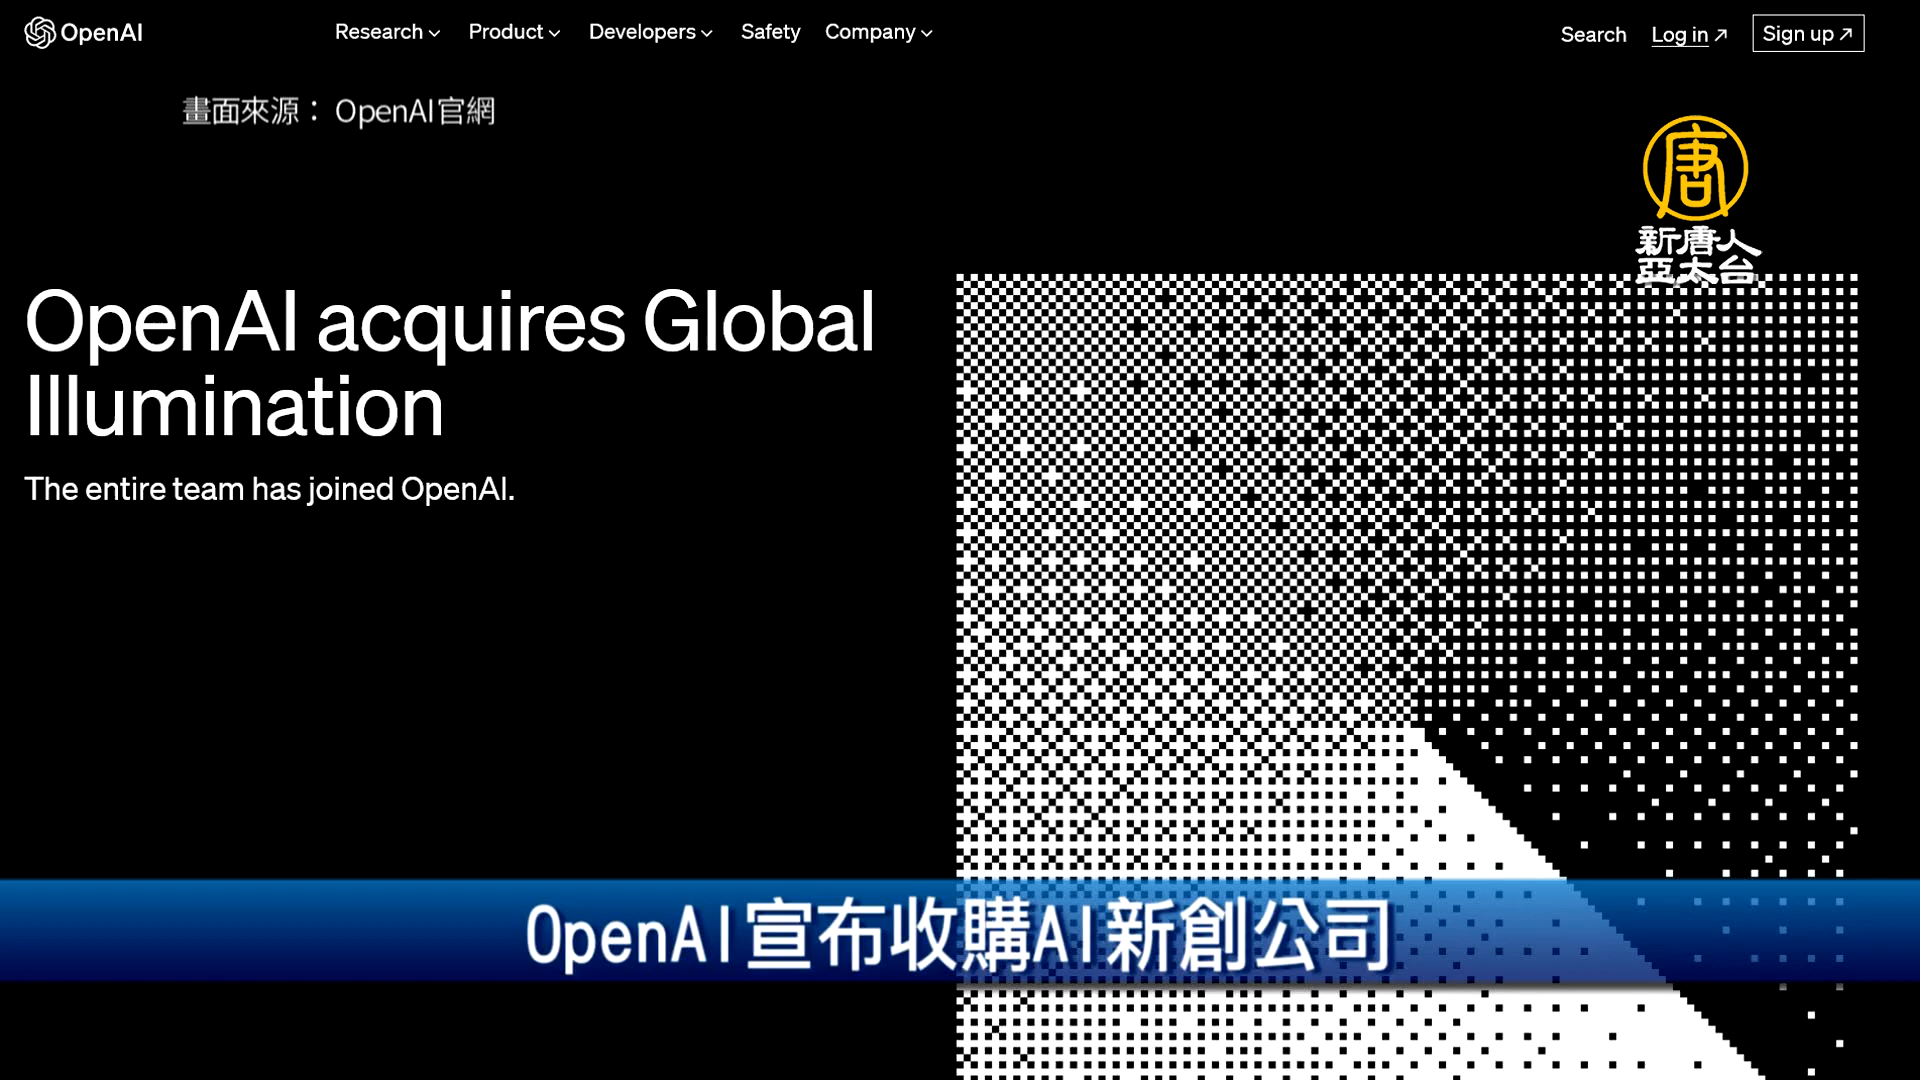 OpenAI
Research Product Developers Safety Company
Search Log in ↗ Sign up ↗
畫面來源： OpenAI官網
唐
新唐人
亞太台
OpenAI acquires Global
Illumination
The entire team has joined OpenAI.
OpenAI宣布收購AI新創公司